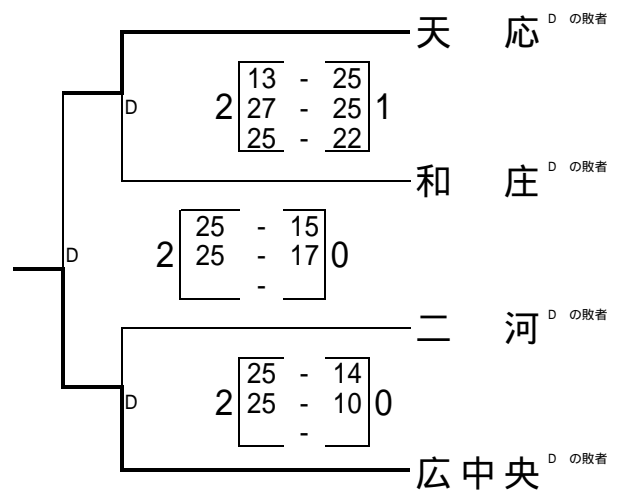 天 応 D の敗者
13 - 25
2 27 - 25 1
25 - 22
D
和 庄 D の敗者
25 - 15
2 25 - 17 0
-
D
二 河 D の敗者
25 - 14
2 25 - 10 0
-
D
広中央 D の敗者